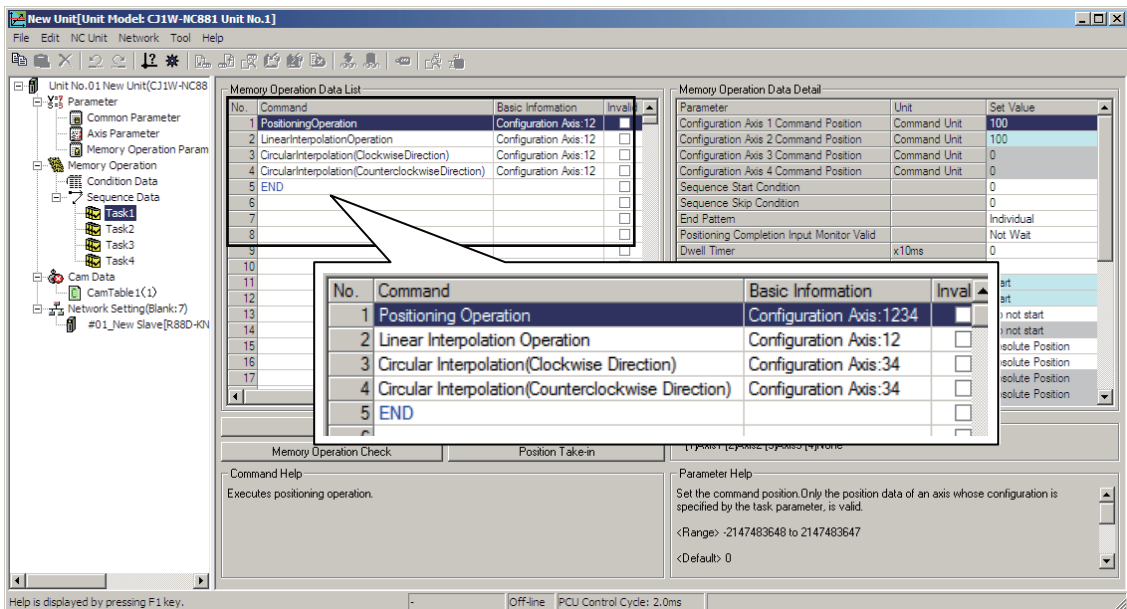 New Unit[Unit Model: CJ1W-NC881 Unit No.1]
File Edit NC Unit Network Tool Help
Unit No.01 New Unit(CJ1W-NC88
Parameter
Common Parameter
Axis Parameter
Memory Operation Param
Memory Operation
Condition Data
Sequence Data
Task1
Task2
Task3
Task4
Cam Data
CamTable1(1)
Network Setting(Blank:7)
#01_New Slave[R88D-KN
Memory Operation Data List
No. Command Basic Information Invalid
1 PositioningOperation Configuration Axis:12
2 LinearInterpolationOperation Configuration Axis:12
3 CircularInterpolation(ClockwiseDirection) Configuration Axis:12
4 CircularInterpolation(CounterclockwiseDirection) Configuration Axis:12
5 END
6
7
8
9
10
11
12
13
14
15
16
17
No. Command Basic Information Inval
1 Positioning Operation Configuration Axis:1234
2 Linear Interpolation Operation Configuration Axis:12
3 Circular Interpolation(Clockwise Direction) Configuration Axis:34
4 Circular Interpolation(Counterclockwise Direction) Configuration Axis:34
5 END
Memory Operation Check Position Take-in
Command Help
Executes positioning operation.
Memory Operation Data Detail
Parameter Unit Set Value
Configuration Axis 1 Command Position Command Unit 100
Configuration Axis 2 Command Position Command Unit 100
Configuration Axis 3 Command Position Command Unit 0
Configuration Axis 4 Command Position Command Unit 0
Sequence Start Condition 0
Sequence Skip Condition 0
End Pattern Individual
Positioning Completion Input Monitor Valid Not Wait
Dwell Timer x10ms 0
not start
not start
Position
Position
Position
Position
Parameter Help
Set the command position.Only the position data of an axis whose configuration is
specified by the task parameter, is valid.
<Range> -2147483648 to 2147483647
<Default> 0
Help is displayed by pressing F1 key. - Off-line PCU Control Cycle: 2.0ms